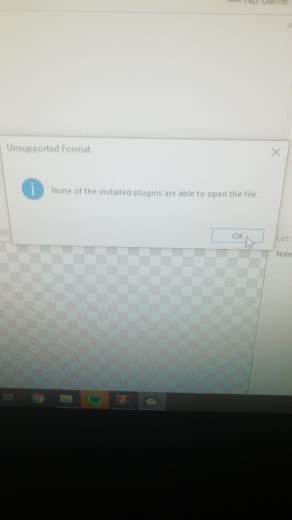 No Game
Unsupported Format
None of the installed plugins are able to open the file.
OK
Note